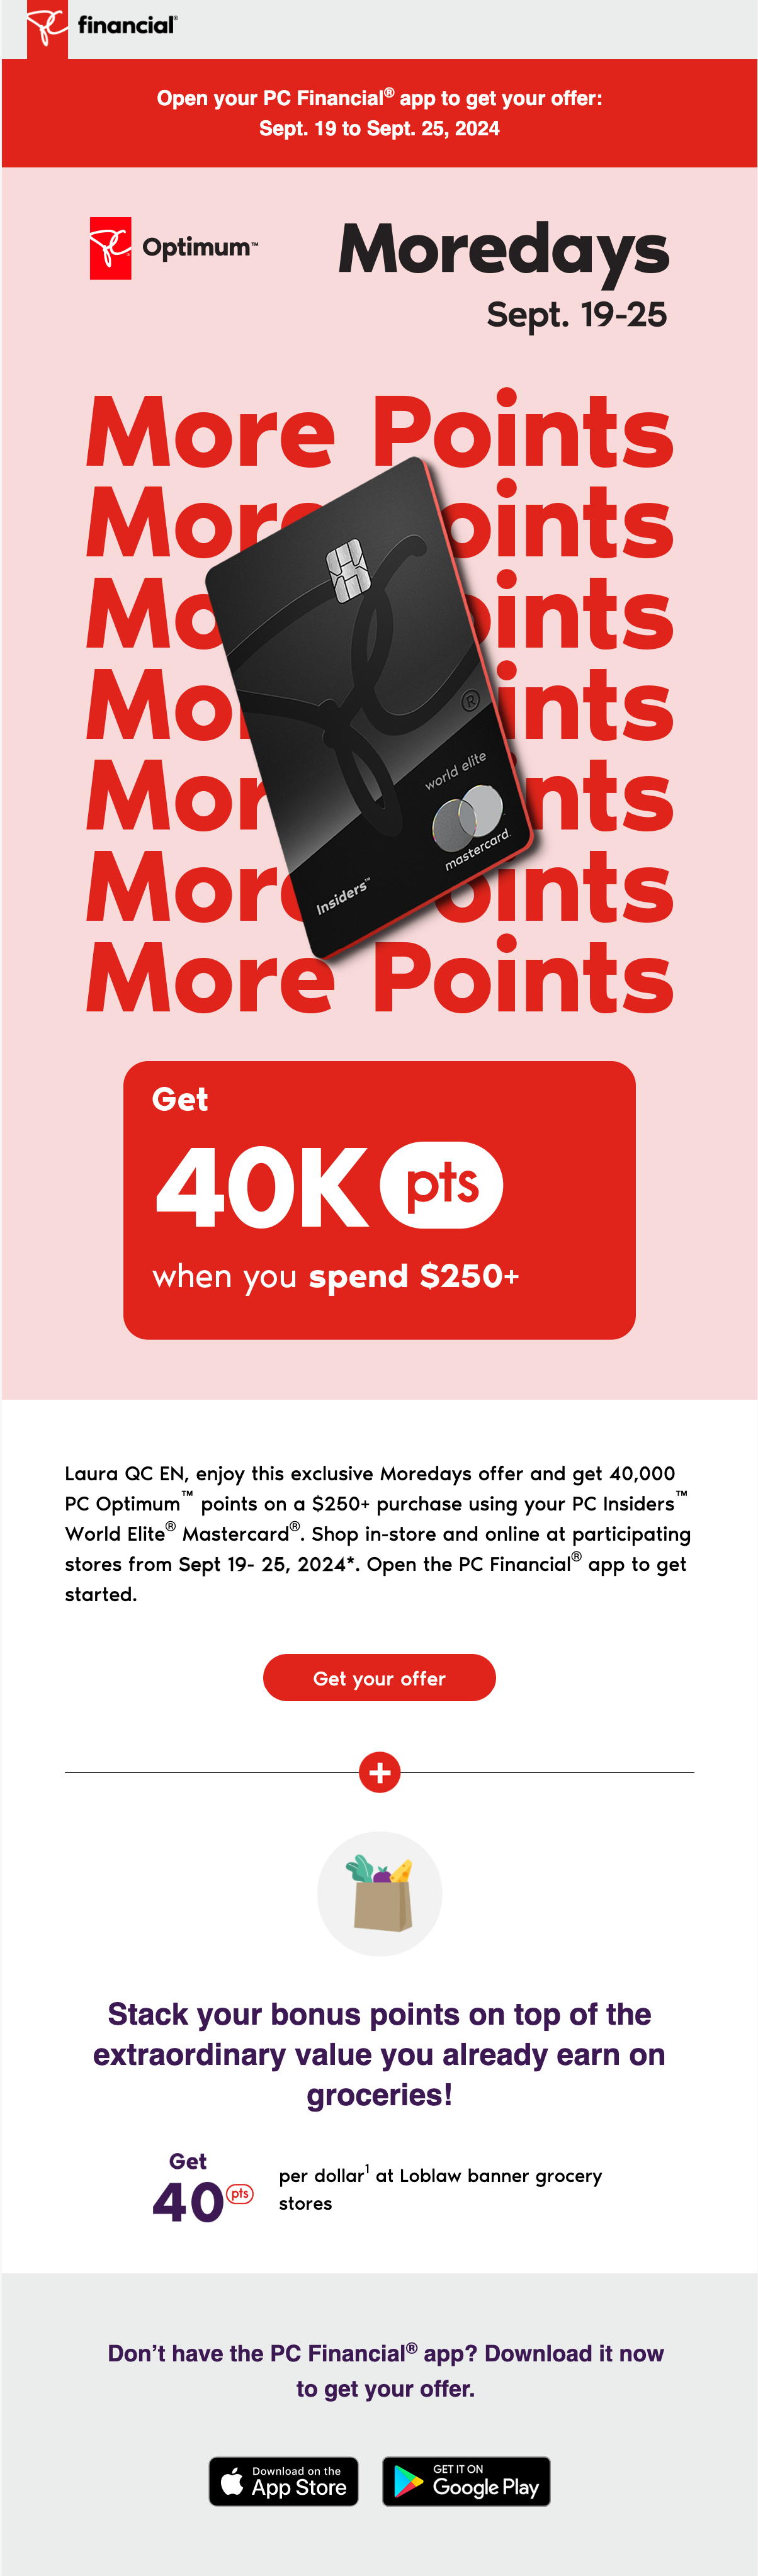 financial®
Open your PC Financial® app to get your offer:
Sept. 19 to Sept. 25, 2024
Optimum™
Moredays
Sept. 19-25
More Points
More Points
More Points
More Points
More Points
More Points
More Points
®
world elite
mastercard.
Insiders™
Get
40K pts
when you spend $250+
Laura QC EN, enjoy this exclusive Moredays offer and get 40,000
PC Optimum™ points on a $250+ purchase using your PC Insiders™
World Elite® Mastercard®. Shop in-store and online at participating
stores from Sept 19- 25, 2024*. Open the PC Financial® app to get
started.
Get your offer
+
Stack your bonus points on top of the
extraordinary value you already earn on
groceries!
Get
40 pts
per dollar¹ at Loblaw banner grocery
stores
Don’t have the PC Financial® app? Download it now
to get your offer.
Download on the
App Store
GET IT ON
Google Play